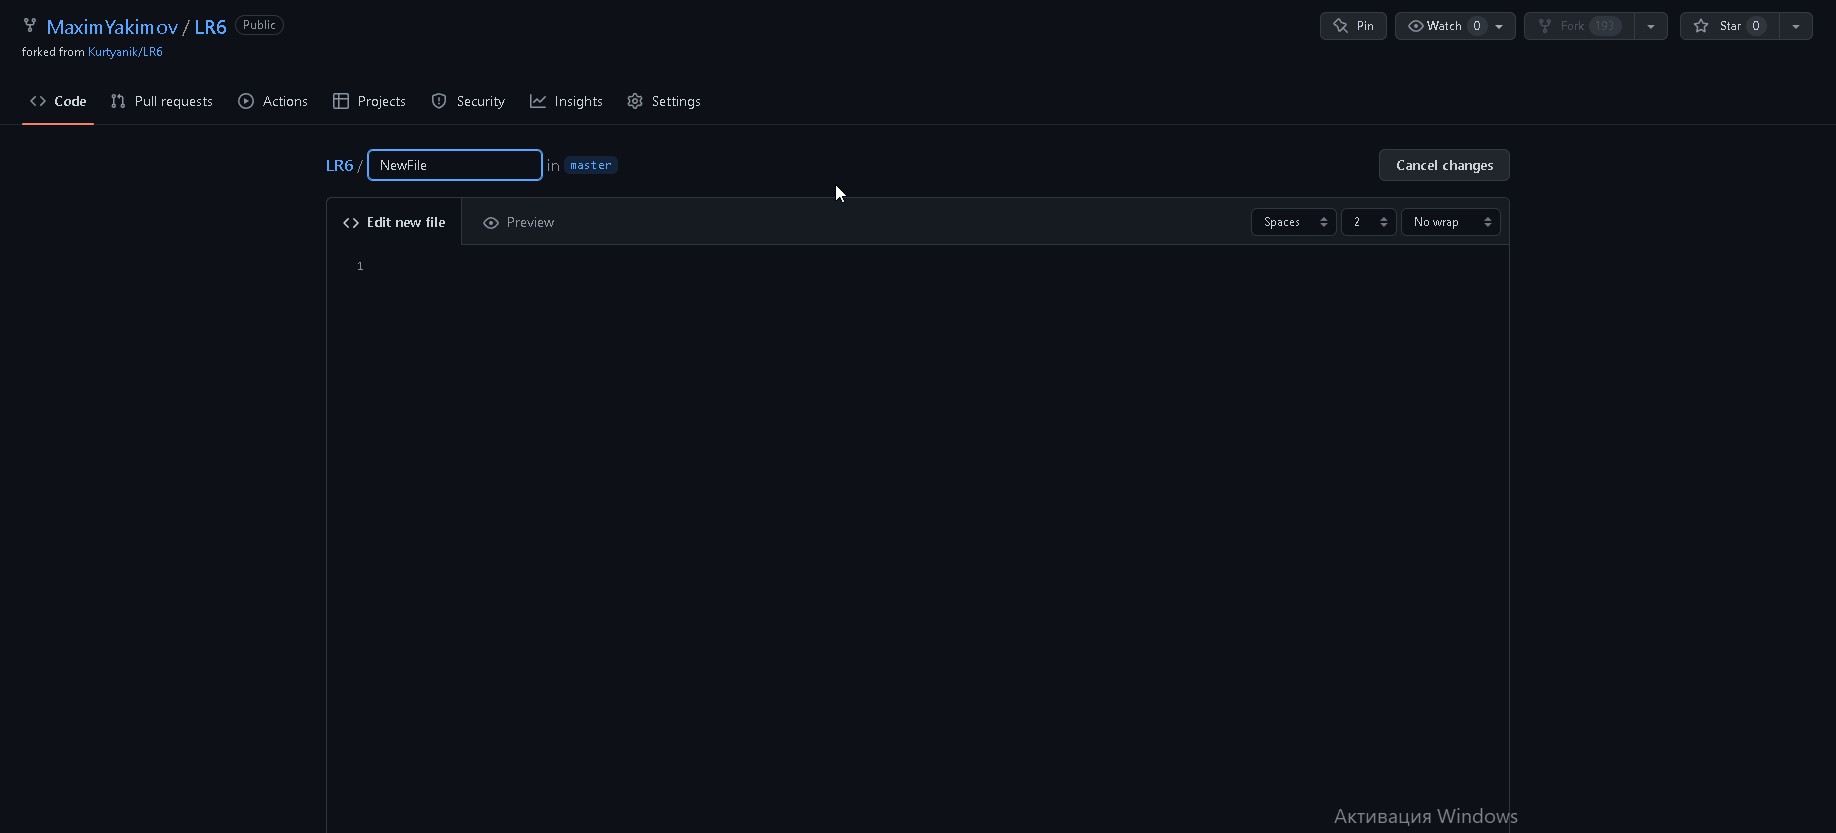 MaximYakimov / LR6 Public
Pin
Watch 0
Fork 193
Star 0
forked from Kurtyanik/LR6
Code
Pull requests
Actions
Projects
Security
Insights
Settings
LR6 / NewFile in master
Cancel changes
Edit new file
Preview
Spaces
2
No wrap
1
Активация Windows